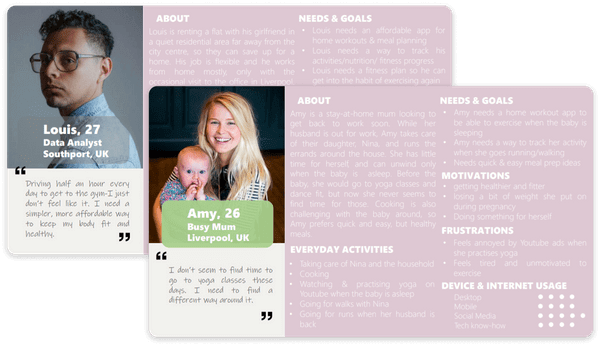 ABOUT
Louis is renting a flat with his girlfriend in
a quiet residential area far away from the
city centre, so they can save up for a
home. His job is flexible and he works
from home mostly only with the
occasional visit to the office in Liverpool.
NEEDS & GOALS
• Louis needs an affordable app for
home workouts & meal planning
• Louis needs a way to track his
activities/nutrition/ fitness progress
• Louis needs a fitness plan so he can
get into the habit of exercising again
Louis, 27
Data Analyst
Southport, UK
“
Driving half an hour every
day to get to the gym-I just
don't feel like it. I need a
simpler, more affordable way
to keep my body fit and
healthy.
”
Amy, 26
Busy Mum
Liverpool, UK
“
I don't seem to find time to
go to yoga classes these
days. I need to find a
different way around it.
”
ABOUT
Amy is a stay-at-home mum looking to
get back to work soon. While her
husband is out for work, Amy takes care
of their daughter, Nina, and runs the
errands around the house. She has little
time for herself, and can unwind only
when the baby is asleep. Before the
baby, she would go to yoga classes and
dance fit, but now she never seems to
find time for those. Cooking is also
challenging with the baby around, so
Amy prefers quick and easy, but healthy
meals.
EVERYDAY ACTIVITIES
• Taking care of Nina and the household
• Cooking
• Watching & practising yoga on
Youtube when the baby is asleep
• Going for walks with Nina
• Going for runs when her husband is
back
NEEDS & GOALS
• Amy needs a home workout app to
be able to exercise when the baby is
sleeping
• Amy needs a way to track her activity
when she goes running/walking
• Needs quick & easy meal prep ideas
MOTIVATIONS
• getting healthier and fitter
• losing a bit of weight she put on
during pregnancy
• Doing something for herself
FRUSTRATIONS
• Feels annoyed by Youtube ads when
she practises yoga
• Feels tired and unmotivated to
exercise
DEVICE & INTERNET USAGE
Desktop
Mobile
Social Media
Tech know-how